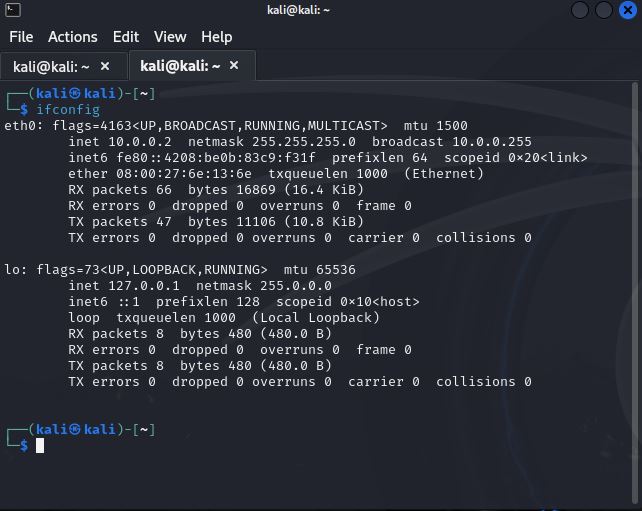 kali@kali: ~
File Actions Edit View Help
kali@kali: ~ × kali@kali: ~ ×
┌──(kali㉿kali)-[~]
└─$ ifconfig
eth0: flags=4163<UP,BROADCAST,RUNNING,MULTICAST>  mtu 1500
        inet 10.0.0.2  netmask 255.255.255.0  broadcast 10.0.0.255
        inet6 fe80::4208:be0b:83c9:f31f  prefixlen 64  scopeid 0×20<link>
        ether 08:00:27:6e:13:6e  txqueuelen 1000  (Ethernet)
        RX packets 66  bytes 16869 (16.4 KiB)
        RX errors 0  dropped 0  overruns 0  frame 0
        TX packets 47  bytes 11106 (10.8 KiB)
        TX errors 0  dropped 0 overruns 0  carrier 0  collisions 0
lo: flags=73<UP,LOOPBACK,RUNNING>  mtu 65536
        inet 127.0.0.1  netmask 255.0.0.0
        inet6 ::1  prefixlen 128  scopeid 0×10<host>
        loop  txqueuelen 1000  (Local Loopback)
        RX packets 8  bytes 480 (480.0 B)
        RX errors 0  dropped 0  overruns 0  frame 0
        TX packets 8  bytes 480 (480.0 B)
        TX errors 0  dropped 0 overruns 0  carrier 0  collisions 0
┌──(kali㉿kali)-[~]
└─$